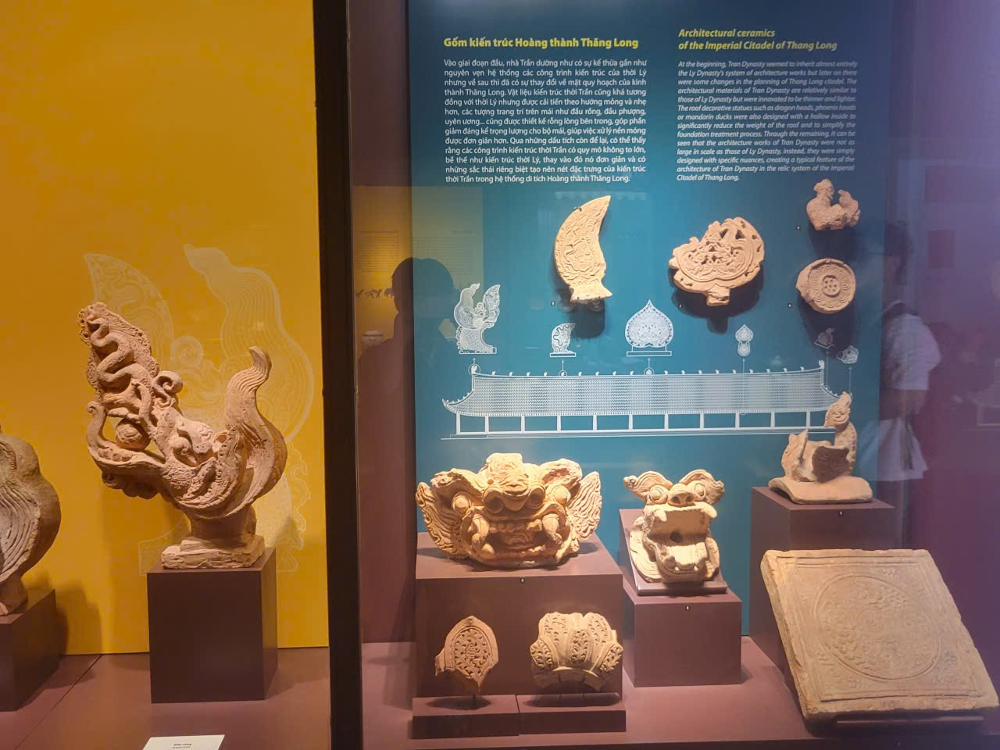 Gốm kiến trúc Hoàng thành Thăng Long
Vào giai đoạn đầu, nhà Trần dường như có sự kế thừa gần như
nguyên vẹn hệ thống các công trình kiến trúc của thời Lý
nhưng về sau thì đã có sự thay đổi về mặt quy hoạch của kinh
thành Thăng Long. Vật liệu kiến trúc thời Trần cũng khá tương
đồng với thời Lý nhưng được cải tiến theo hướng mỏng và nhẹ
hơn, các tượng trang trí trên mái như đầu rồng, đầu phượng,
uyên ương... cũng được thiết kế rỗng lòng bên trong, góp phần
giảm đáng kể trọng lượng cho bộ mái, giúp việc xử lý nền móng
được đơn giản hơn. Qua những dấu tích còn để lại, có thể thấy
rằng các công trình kiến trúc thời Trần có quy mô không to lớn,
bề thế như kiến trúc thời Lý, thay vào đó nó đơn giản và có
những sắc thái riêng biệt tạo nên nét đặc trưng của kiến trúc
thời Trần trong hệ thống di tích Hoàng thành Thăng Long.
Architectural ceramics
of the Imperial Citadel of Thang Long
At the beginning, Tran Dynasty seemed to inherit almost entirely
the Ly Dynasty's system of architecture works but later on there
were some changes in the planning of Thang Long citadel. The
architectural materials of Tran Dynasty are relatively similar to
those of Ly Dynasty but were innovated to be thinner and lighter.
The roof decorative statues such as dragon heads, phoenix heads
or mandarin ducks were also designed with a hollow inside to
significantly reduce the weight of the roof and to simplify the
foundation treatment process. Through the remaining, it can be
seen that the architecture works of Tran Dynasty were not as
large in scale as those of Ly Dynasty, instead, they were simply
designed with specific nuances, creating a typical feature of the
architecture of Tran Dynasty in the relic system of the Imperial
Citadel of Thang Long.